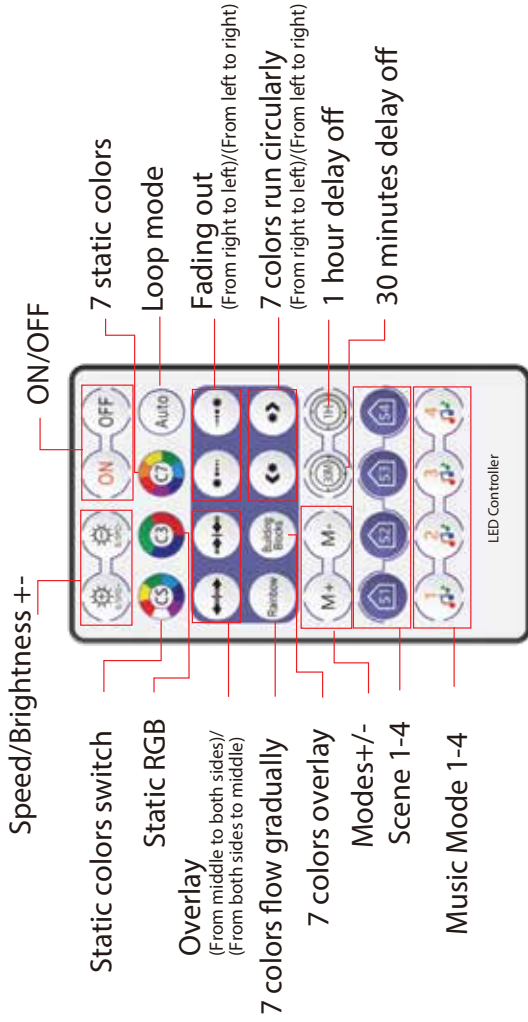 Speed/Brightness +-
ON/OFF
Static colors switch
Static RGB
Overlay
(From middle to both sides)/
(From both sides to middle)
7 colors flow gradually
7 colors overlay
Modes+/-
Scene 1-4
Music Mode 1-4
ON
OFF
CS
C3
C7
Auto
Rainbow
Building
Blocks
M+
M-
1H
S1
S2
S3
S4
1
2
3
4
LED Controller
7 static colors
Loop mode
Fading out
(From right to left)/(From left to right)
7 colors run circularly
(From right to left)/(From left to right)
1 hour delay off
30 minutes delay off